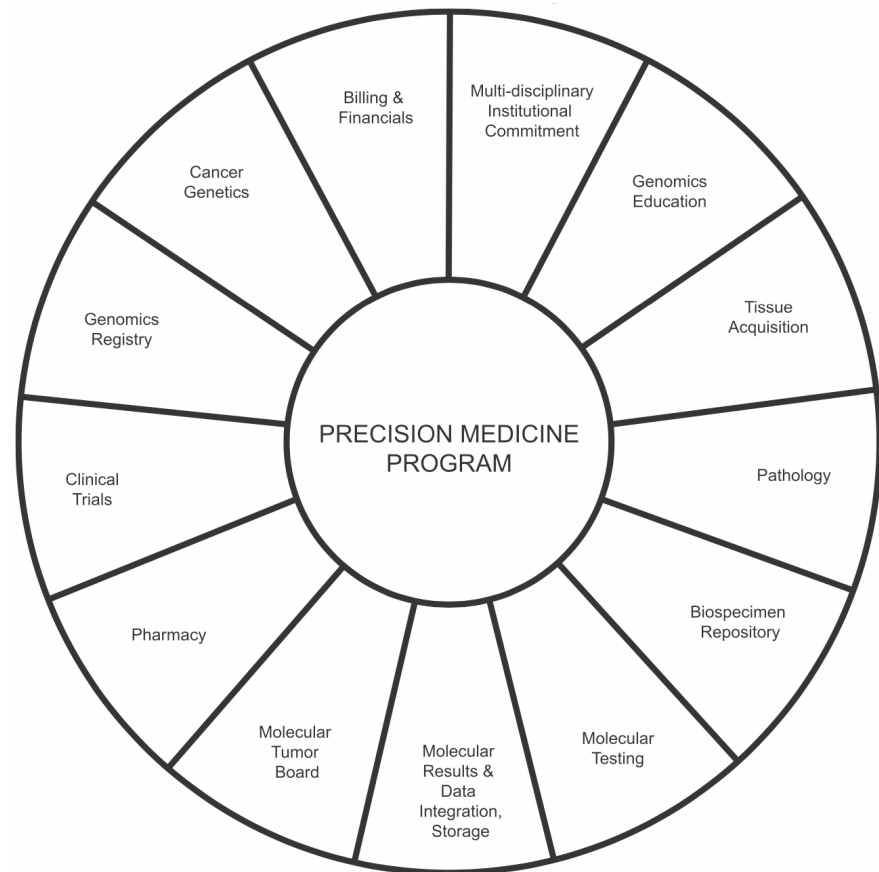 Billing &
Financials
Multi-disciplinary
Institutional
Commitment
Genomics
Education
Tissue
Acquisition
Pathology
Biospecimen
Repository
Molecular
Testing
Molecular
Results &
Data
Integration,
Storage
Molecular
Tumor
Board
Pharmacy
Clinical
Trials
Genomics
Registry
Cancer
Genetics
PRECISION MEDICINE
PROGRAM